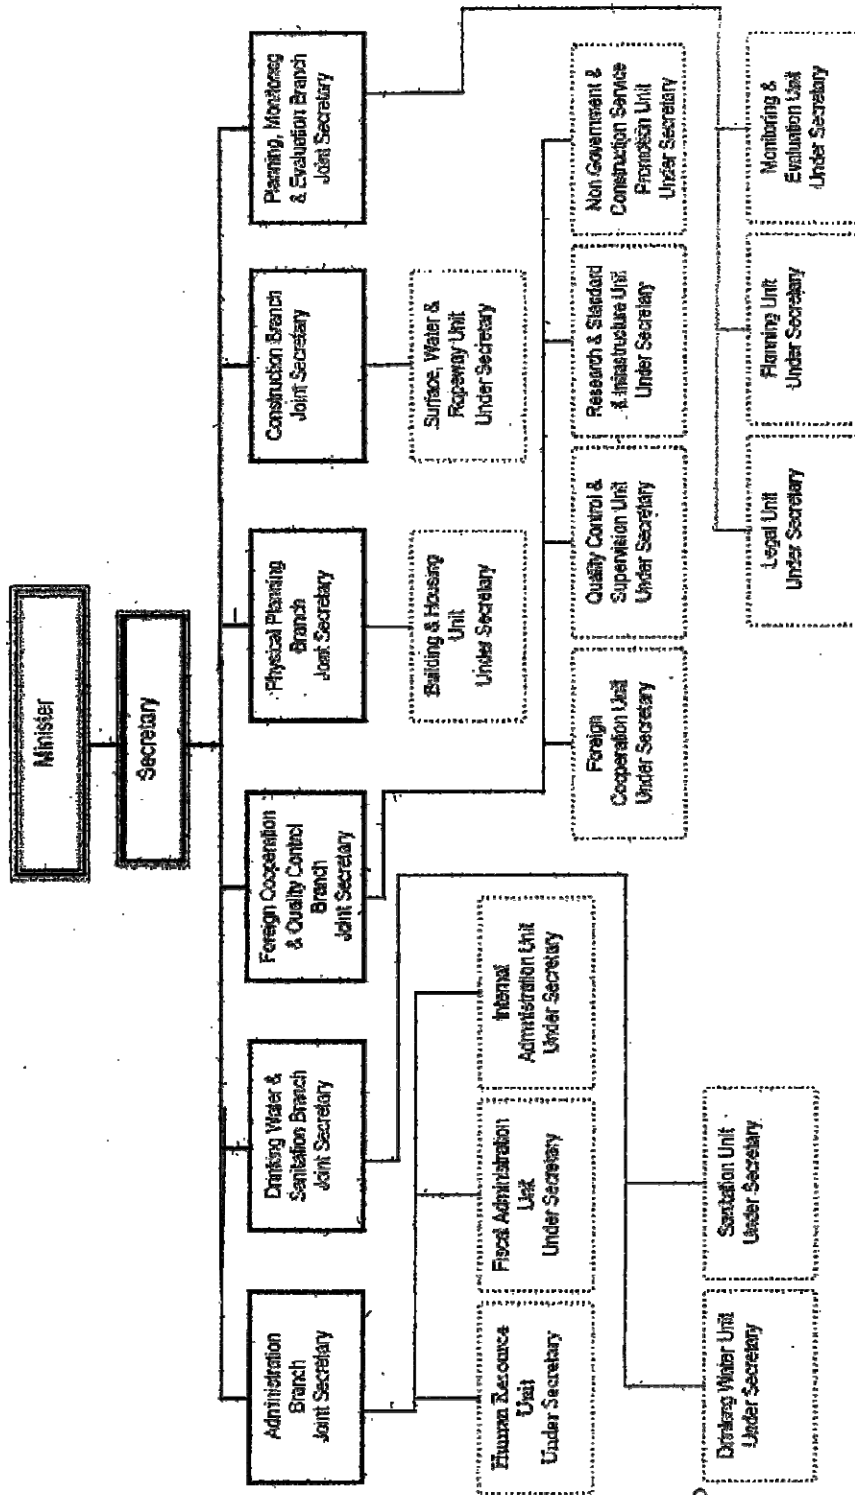 Minister
Secretary
Administration
Branch
Joint Secretary
Drinking Water &
Sanitation Branch
Joint Secretary
Foreign Cooperation
& Quality Control
Branch
Joint Secretary
Physical Planning
Branch
Joint Secretary
Construction Branch
Joint Secretary
Planning, Monitoring
& Evaluation Branch
Joint Secretary
Human Resource
Unit
Under Secretary
Fiscal Administration
Unit
Under Secretary
Internal
Administration Unit
Under Secretary
Building & Housing
Unit
Under Secretary
Surface, Water &
Ropeway Unit
Under Secretary
Foreign
Cooperation Unit
Under Secretary
Quality Control &
Supervision Unit
Under Secretary
Research & Standard
& Infrastructure Unit
Under Secretary
Non Government &
Construction Service
Promotion Unit
Under Secretary
Drinking Water Unit
Under Secretary
Sanitation Unit
Under Secretary
Legal Unit
Under Secretary
Planning Unit
Under Secretary
Monitoring &
Evaluation Unit
Under Secretary